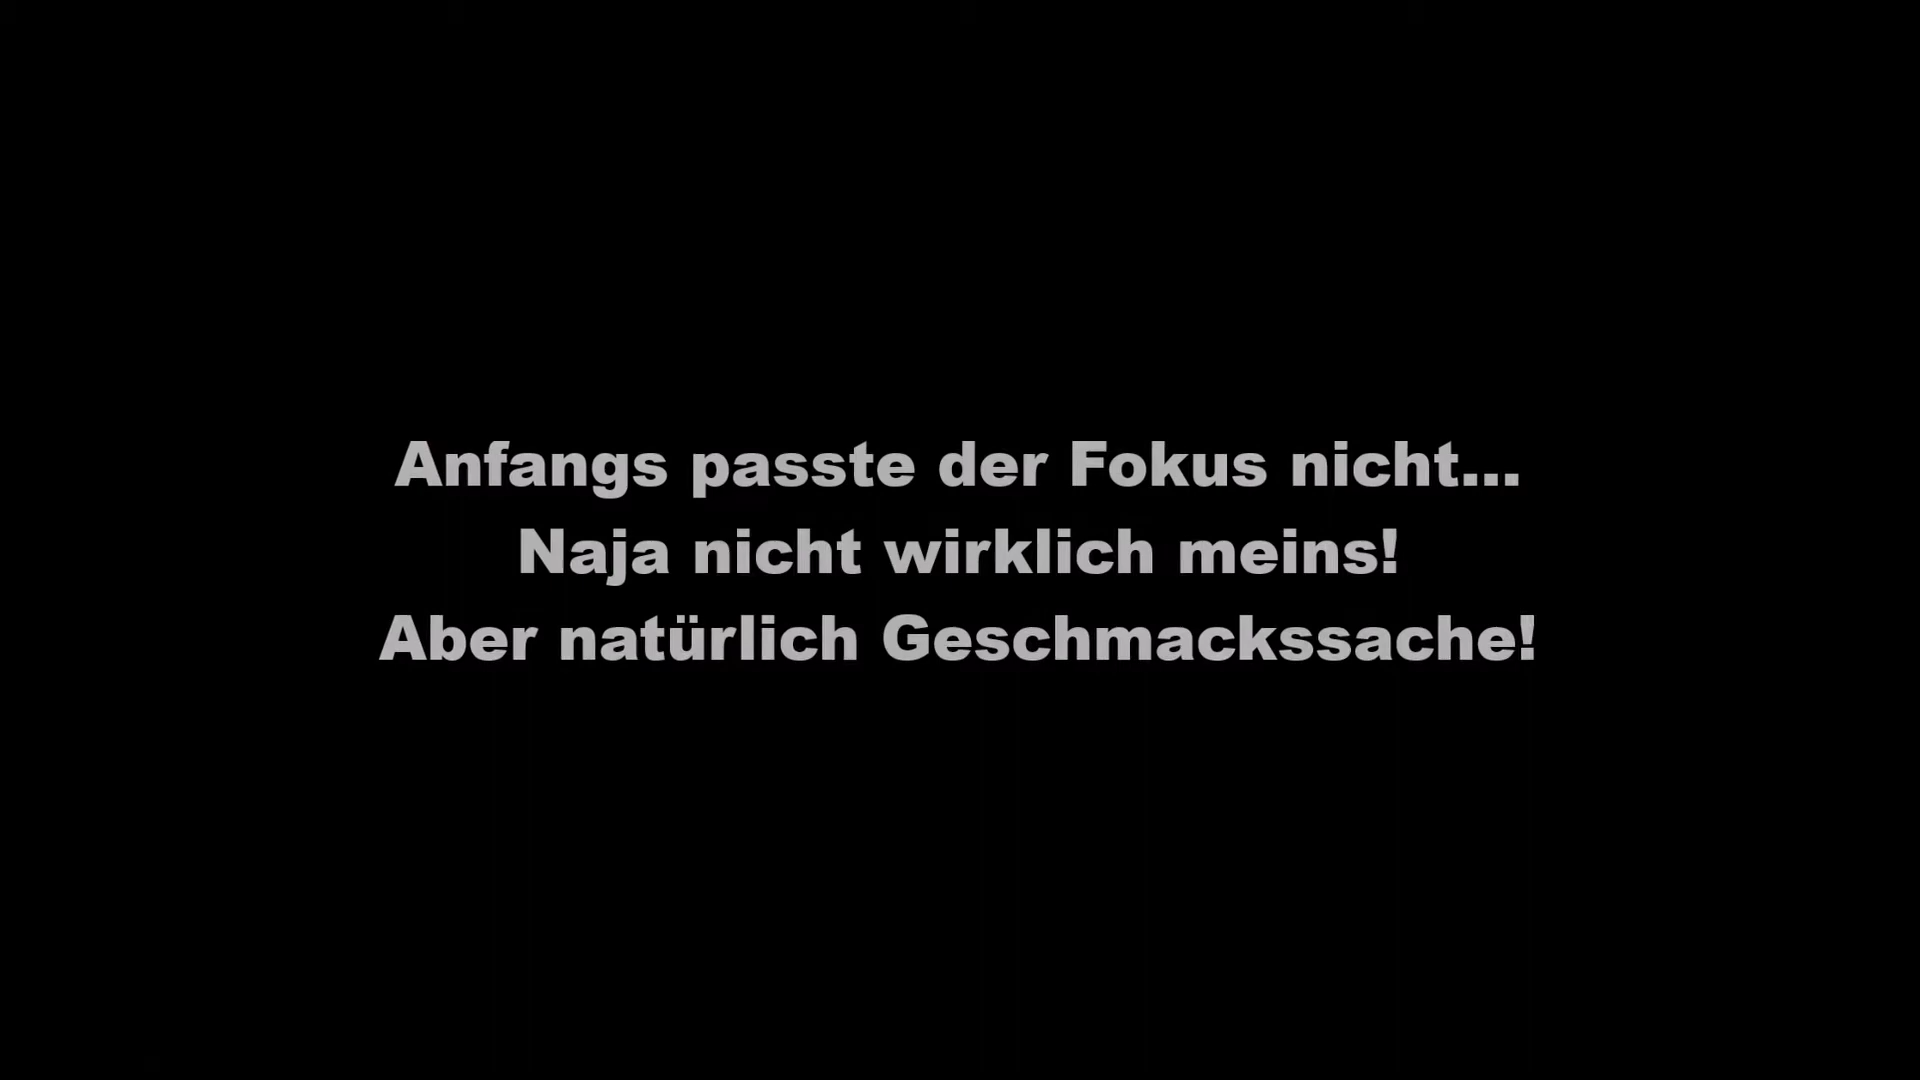 Anfangs passte der Fokus nicht...
Naja nicht wirklich meins!
Aber natürlich Geschmackssache!